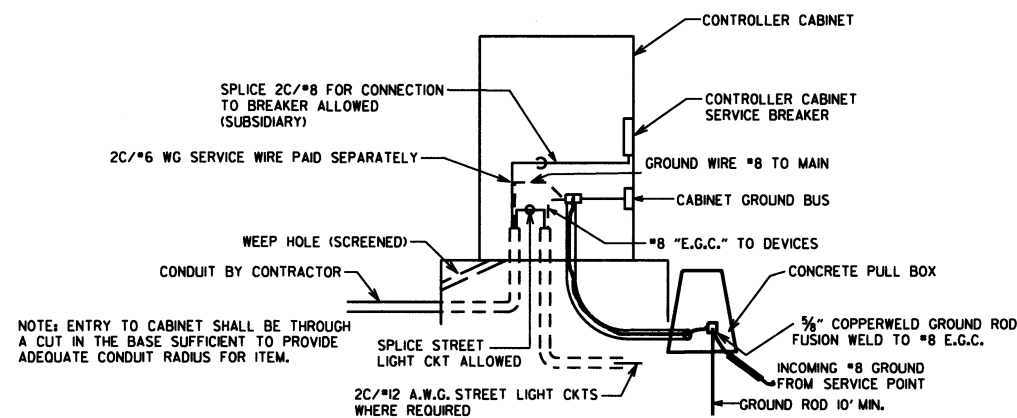 CONTROLLER CABINET
SPLICE 2C/#8 FOR CONNECTION
TO BREAKER ALLOWED
(SUBSIDIARY)
CONTROLLER CABINET
SERVICE BREAKER
2C/#6 WG SERVICE WIRE PAID SEPARATELY
GROUND WIRE #8 TO MAIN
CABINET GROUND BUS
WEEP HOLE (SCREENED)
#8 "E.G.C." TO DEVICES
CONDUIT BY CONTRACTOR
CONCRETE PULL BOX
NOTE: ENTRY TO CABINET SHALL BE THROUGH
A CUT IN THE BASE SUFFICIENT TO PROVIDE
ADEQUATE CONDUIT RADIUS FOR ITEM.
SPLICE STREET
LIGHT CKT ALLOWED
5/8" COPPERWELD GROUND ROD
FUSION WELD TO #8 E.G.C.
INCOMING #8 GROUND
FROM SERVICE POINT
2C/#12 A.W.G. STREET LIGHT CKTS
WHERE REQUIRED
GROUND ROD 10' MIN.